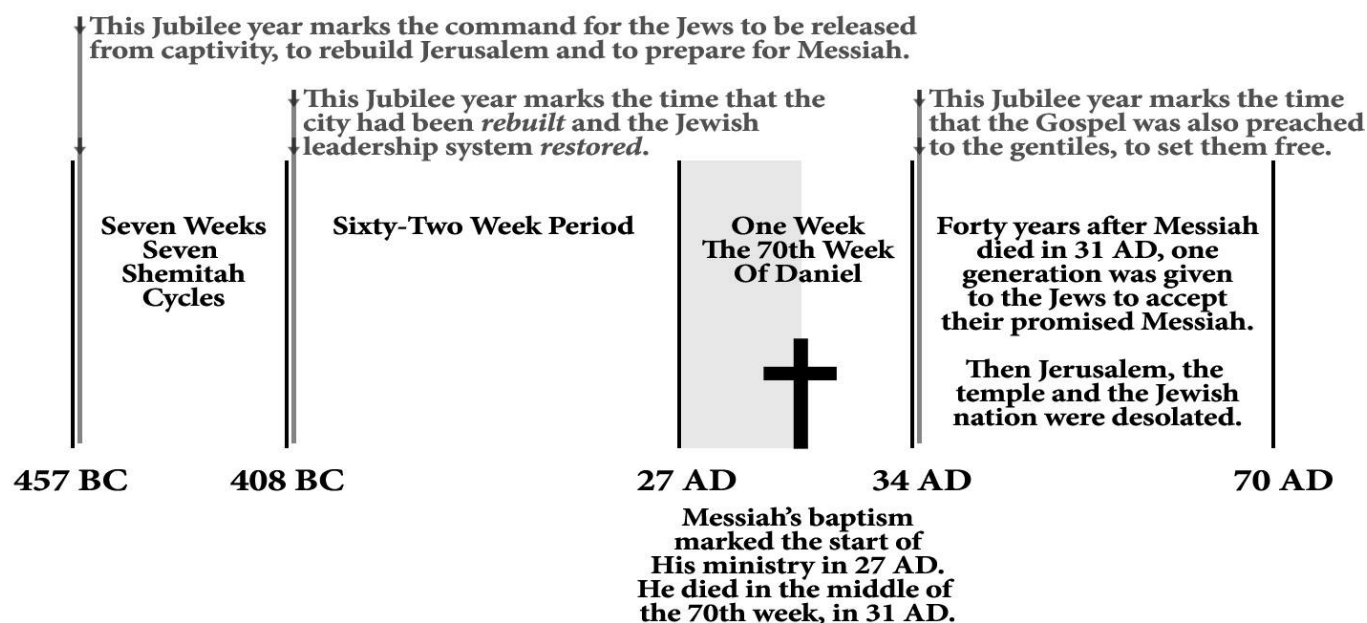 This Jubilee year marks the command for the Jews to be released
from captivity, to rebuild Jerusalem and to prepare for Messiah.
This Jubilee year marks the time that the
city had been rebuilt and the Jewish
leadership system restored.
This Jubilee year marks the time
that the Gospel was also preached
to the gentiles, to set them free.
Seven Weeks
Seven
Shemitah
Cycles
Sixty-Two Week Period
One Week
The 70th Week
Of Daniel
Forty years after Messiah
died in 31 AD, one
generation was given
to the Jews to accept
their promised Messiah.
Then Jerusalem, the
temple and the Jewish
nation were desolated.
457 BC
408 BC
27 AD
34 AD
70 AD
Messiah’s baptism
marked the start of
His ministry in 27 AD.
He died in the middle of
the 70th week, in 31 AD.